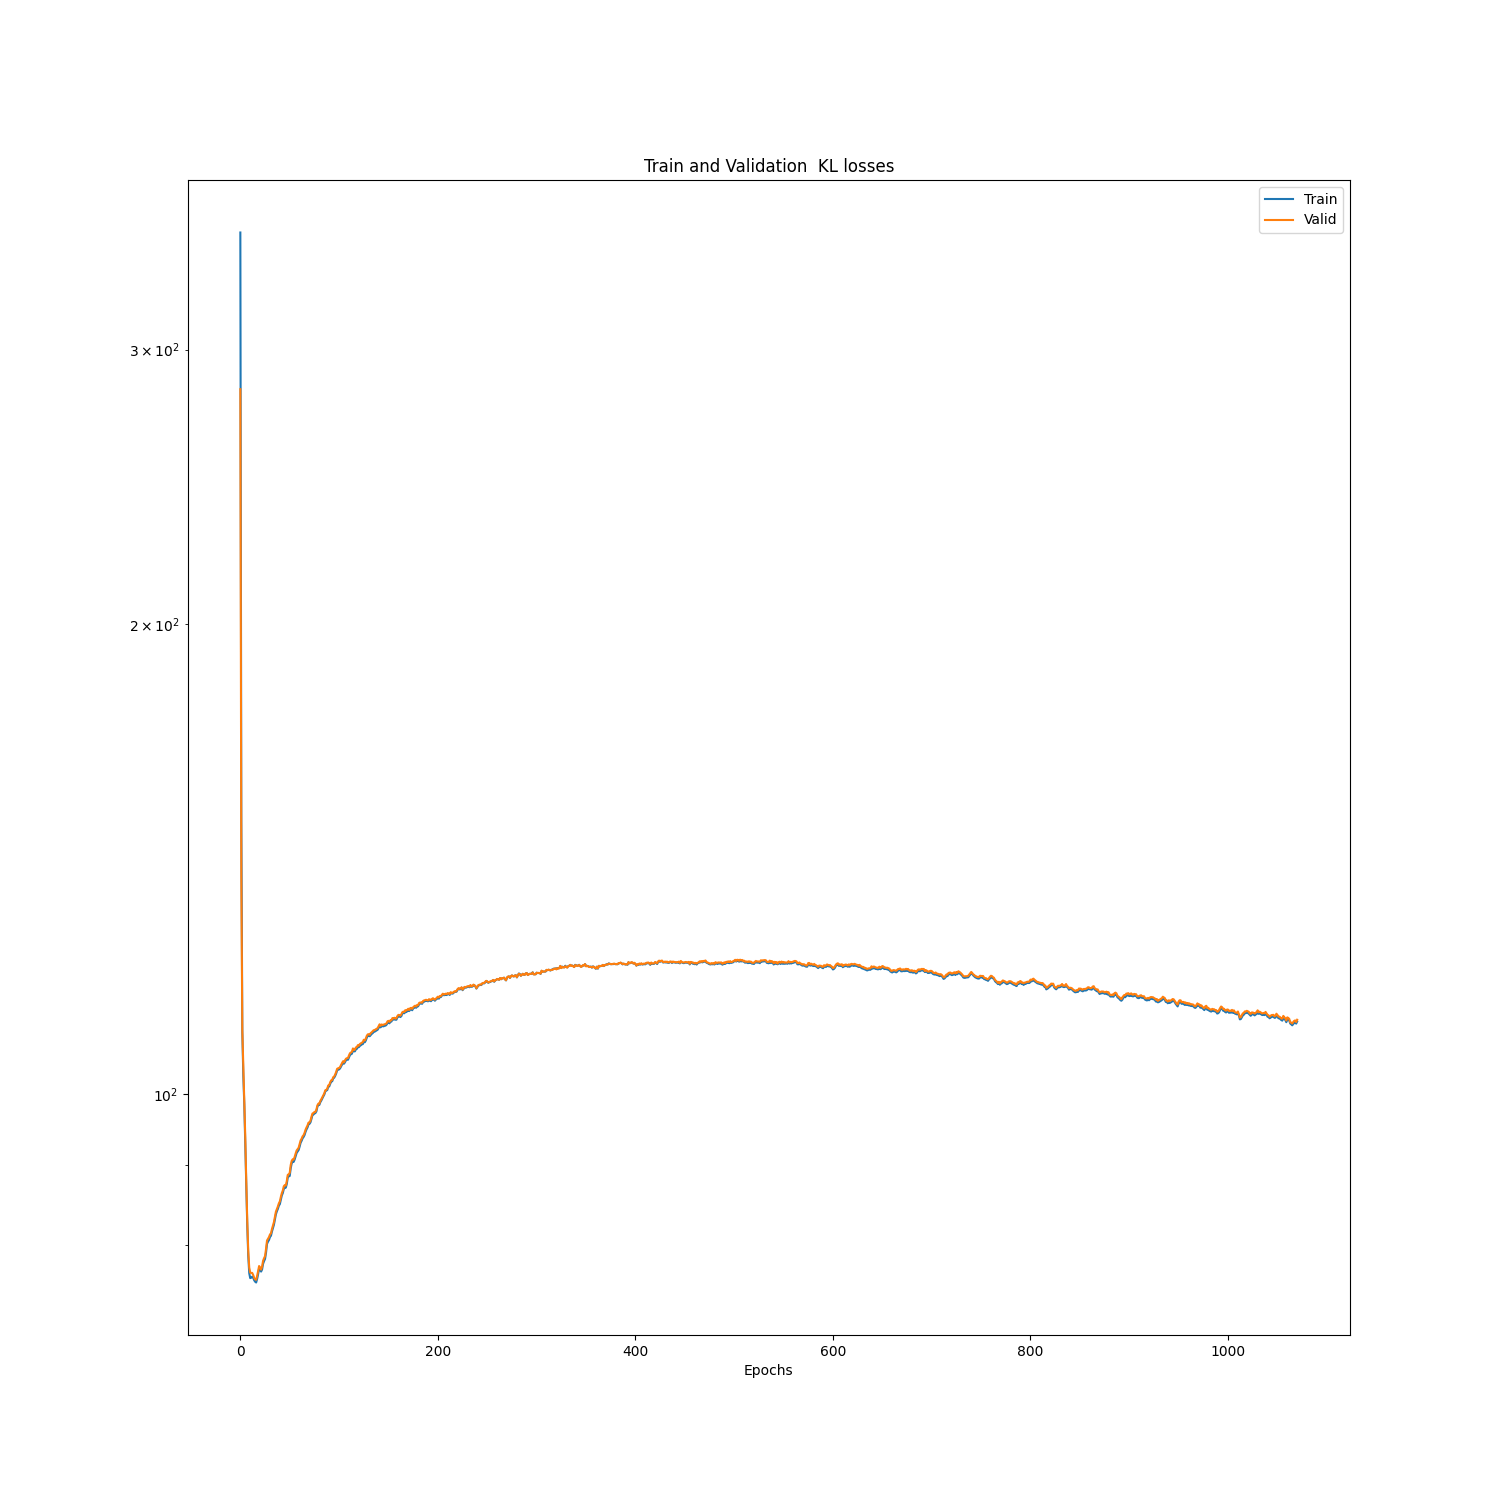 Train and Validation  KL losses
Train
Valid
3 × 10²
2 × 10²
10²
0 200 400 600 800 1000
Epochs